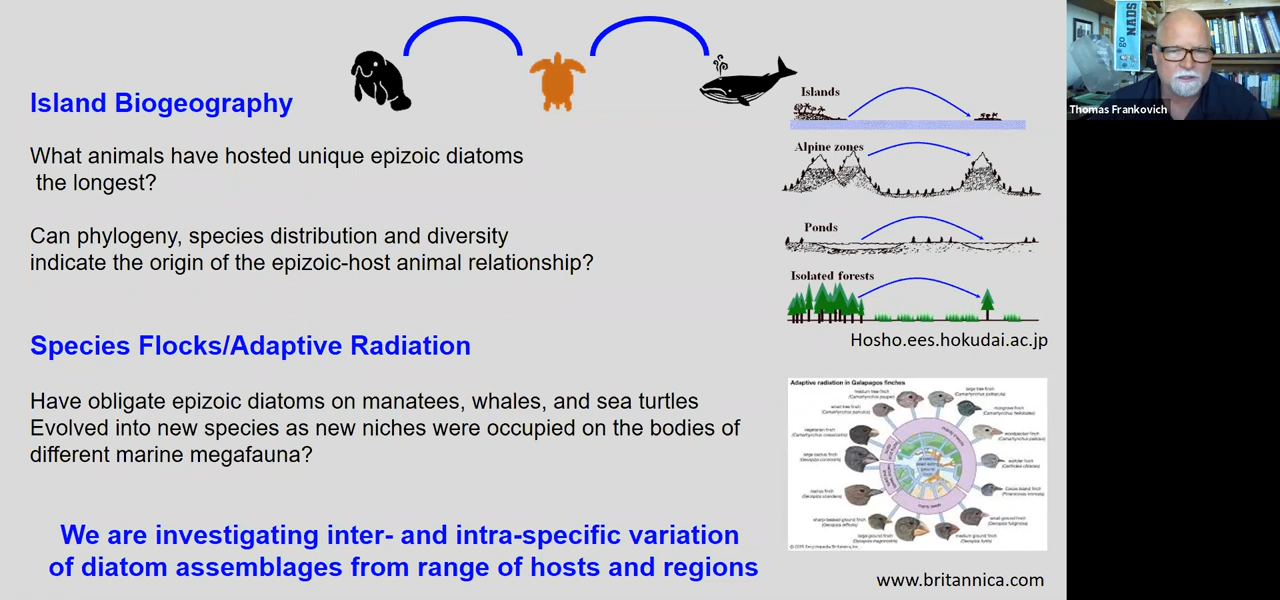 Island Biogeography
What animals have hosted unique epizoic diatoms
the longest?
Can phylogeny, species distribution and diversity
indicate the origin of the epizoic-host animal relationship?
Species Flocks/Adaptive Radiation
Have obligate epizoic diatoms on manatees, whales, and sea turtles
Evolved into new species as new niches were occupied on the bodies of
different marine megafauna?
We are investigating inter- and intra-specific variation
of diatom assemblages from range of hosts and regions
Islands
Alpine zones
Ponds
Isolated forests
Hosho.ees.hokudai.ac.jp
Adaptive radiation in Galapagos finches
www.britannica.com
go
NADS
Thomas Frankovich